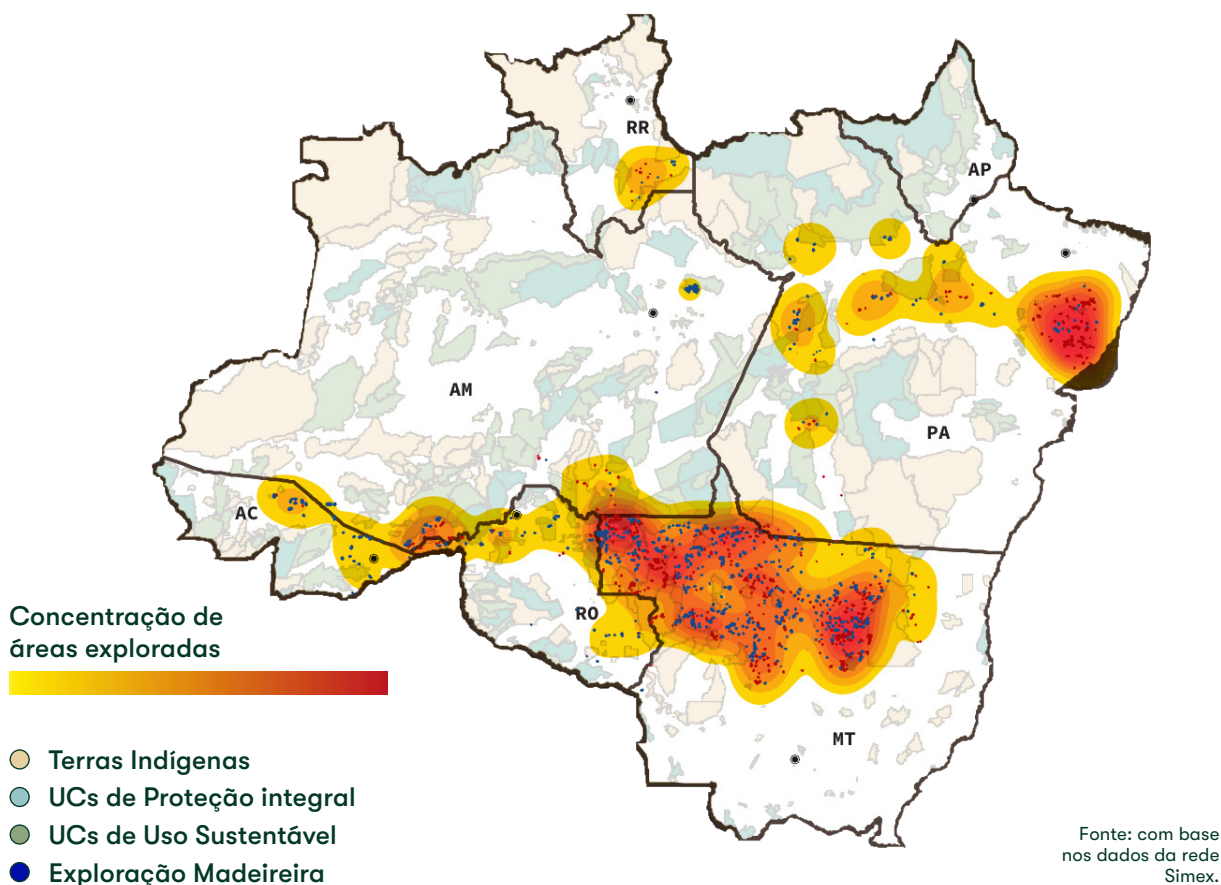 RR
AP
AM
PA
AC
RO
MT
Concentração de
áreas exploradas
Terras Indígenas
UCs de Proteção integral
UCs de Uso Sustentável
Exploração Madeireira
Fonte: com base
nos dados da rede
Simex.